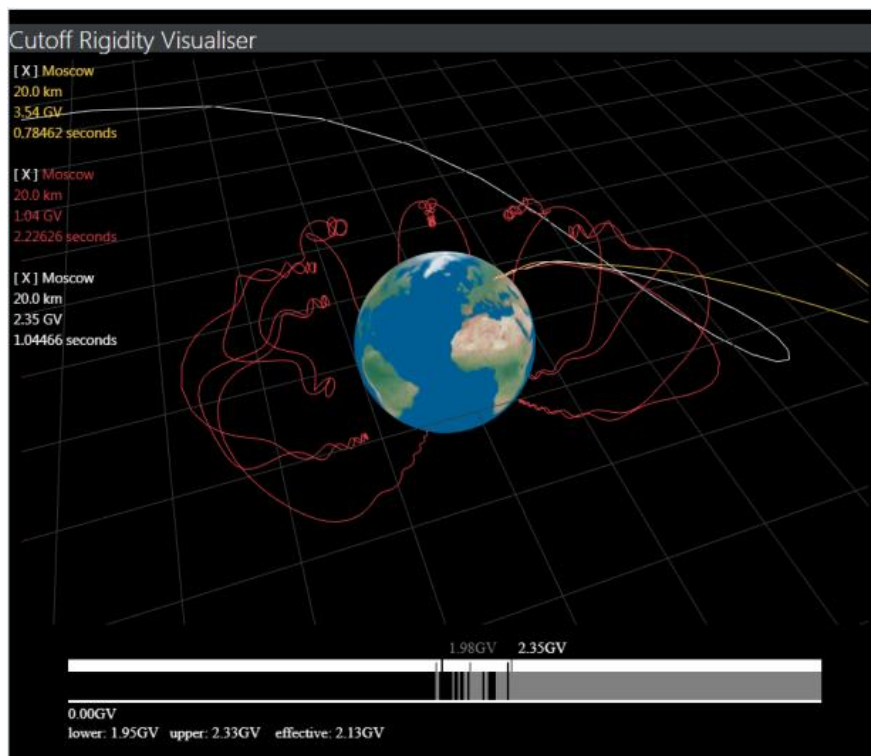 Cutoff Rigidity Visualiser
[ X ] Moscow
20.0 km
3.54 GV
0.78462 seconds
[ X ] Moscow
20.0 km
1.04 GV
2.22626 seconds
[ X ] Moscow
20.0 km
2.35 GV
1.04466 seconds
1.98GV 2.35GV
0.00GV
lower: 1.95GV upper: 2.33GV effective: 2.13GV